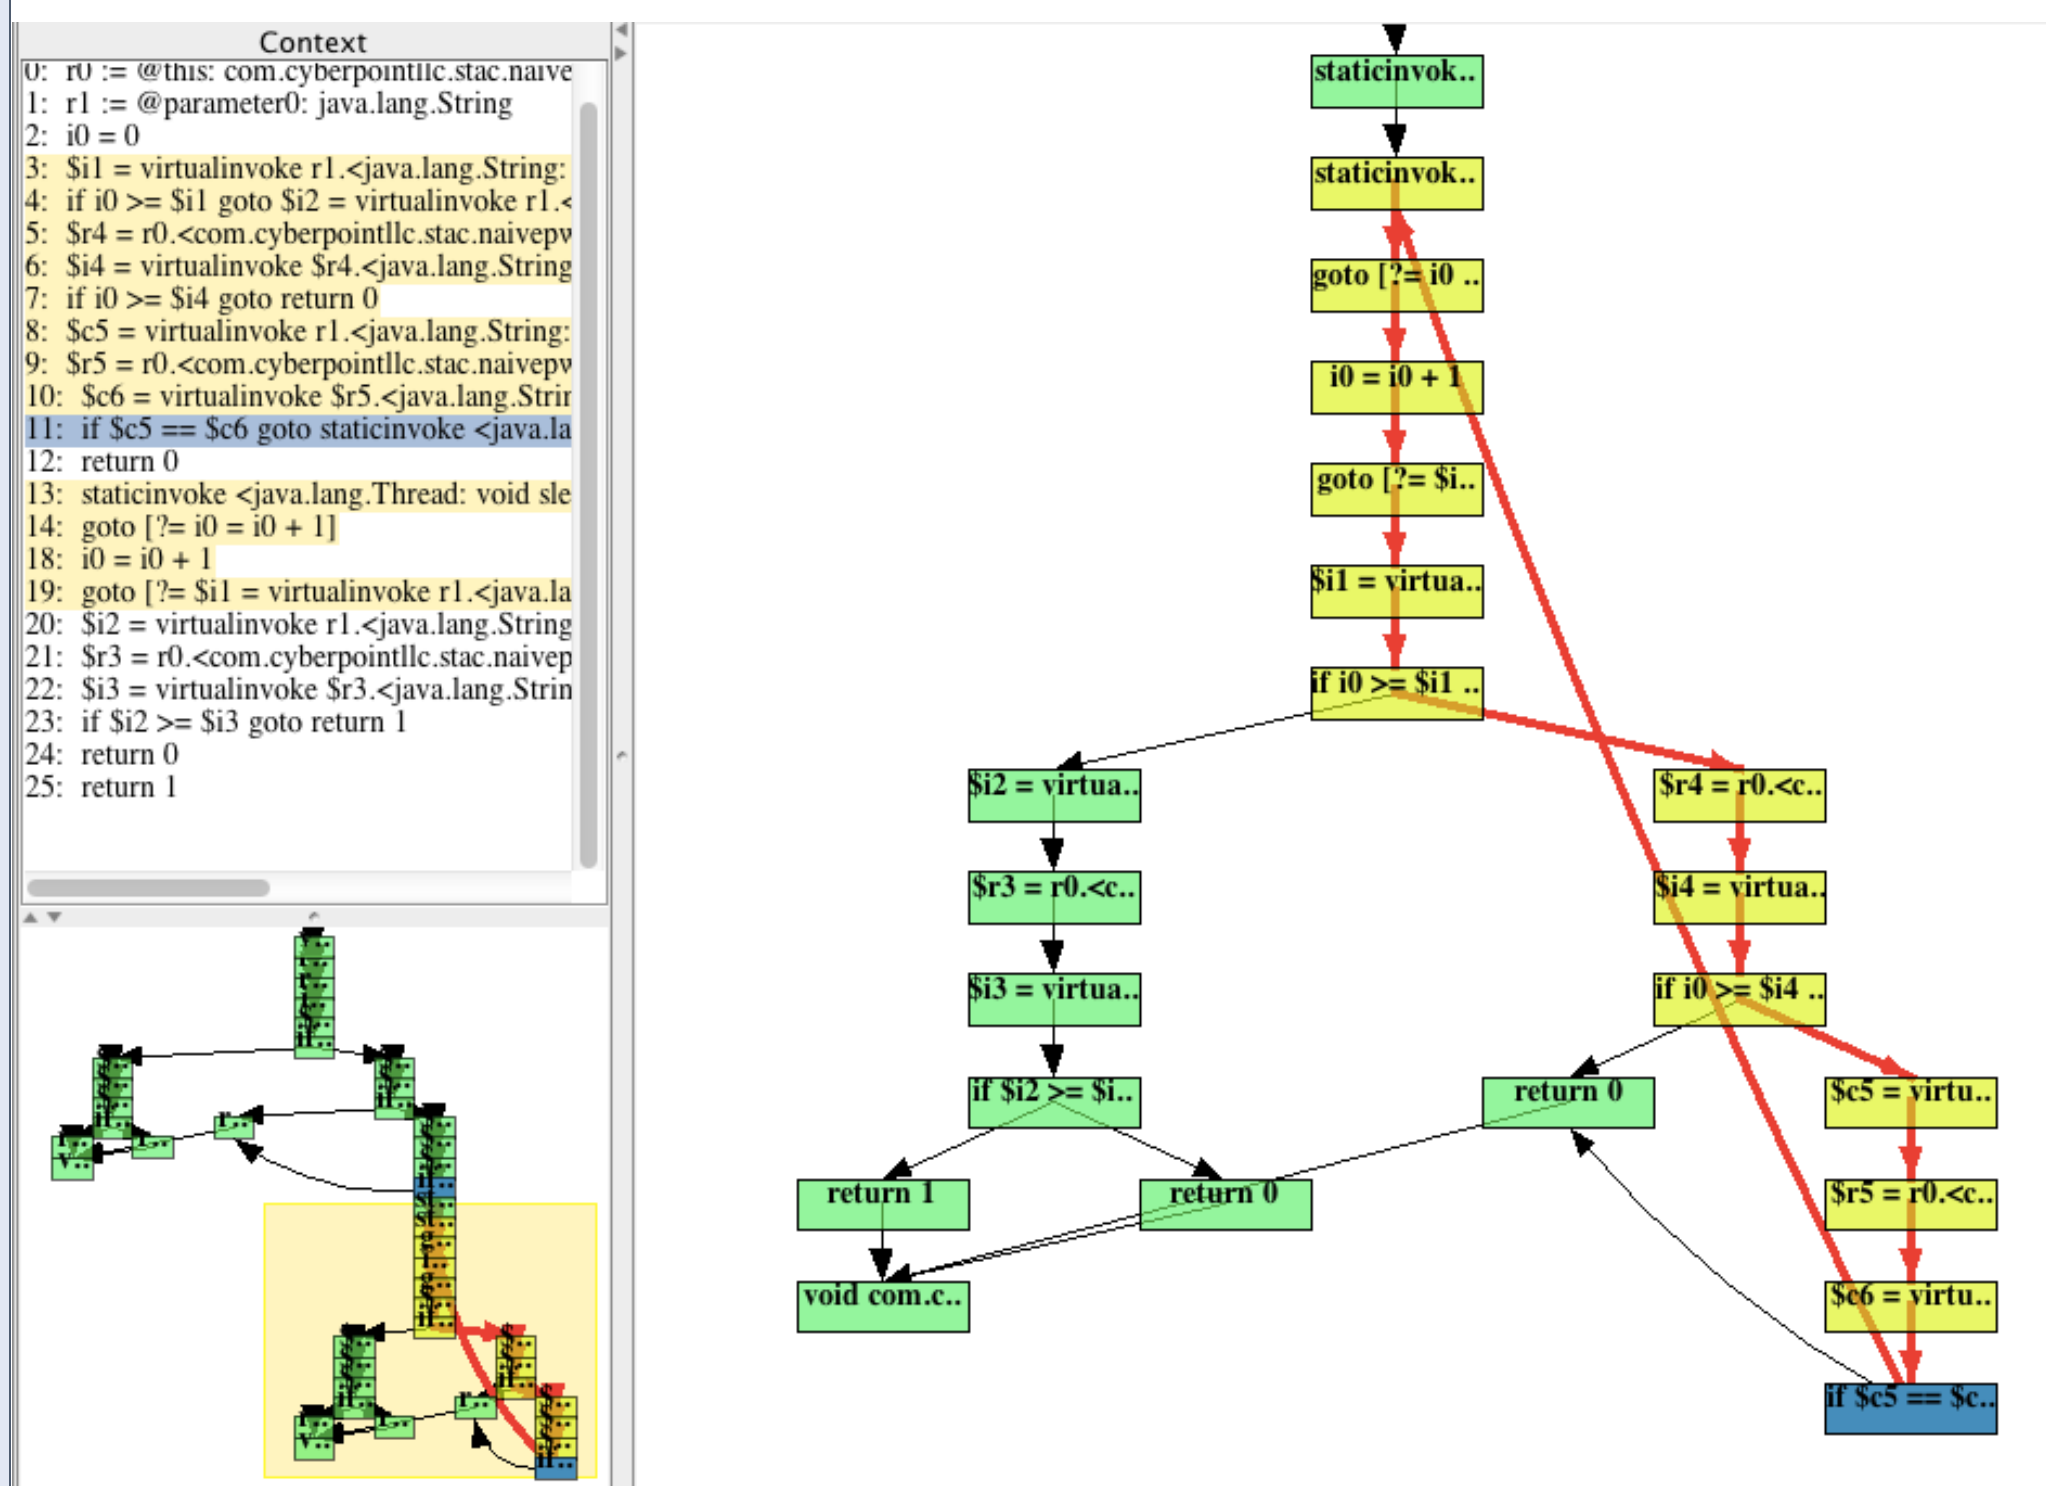 Context
0: r0 := @this: com.cyberpointllc.stac.naive
1: r1 := @parameter0: java.lang.String
2: i0 = 0
3: $i1 = virtualinvoke r1.<java.lang.String:
4: if i0 >= $i1 goto $i2 = virtualinvoke r1.<
5: $r4 = r0.<com.cyberpointllc.stac.naivepw
6: $i4 = virtualinvoke $r4.<java.lang.String
7: if i0 >= $i4 goto return 0
8: $c5 = virtualinvoke r1.<java.lang.String:
9: $r5 = r0.<com.cyberpointllc.stac.naivepw
10: $c6 = virtualinvoke $r5.<java.lang.Strin
11: if $c5 == $c6 goto staticinvoke <java.la
12: return 0
13: staticinvoke <java.lang.Thread: void sle
14: goto [?= i0 = i0 + 1]
18: i0 = i0 + 1
19: goto [?= $i1 = virtualinvoke r1.<java.la
20: $i2 = virtualinvoke r1.<java.lang.String
21: $r3 = r0.<com.cyberpointllc.stac.naivep
22: $i3 = virtualinvoke $r3.<java.lang.Strin
23: if $i2 >= $i3 goto return 1
24: return 0
25: return 1
staticinvok..
staticinvok..
goto [?= i0 ..
i0 = i0 + 1
goto [?= $i..
$i1 = virtua..
if i0 >= $i1 ..
$i2 = virtua..
$r4 = r0.<c..
$r3 = r0.<c..
$i4 = virtua..
$i3 = virtua..
if i0 >= $i4 ..
if $i2 >= $i..
return 0
$c5 = virtu..
return 1
return 0
$r5 = r0.<c..
void com.c..
$c6 = virtu..
if $c5 == $c..